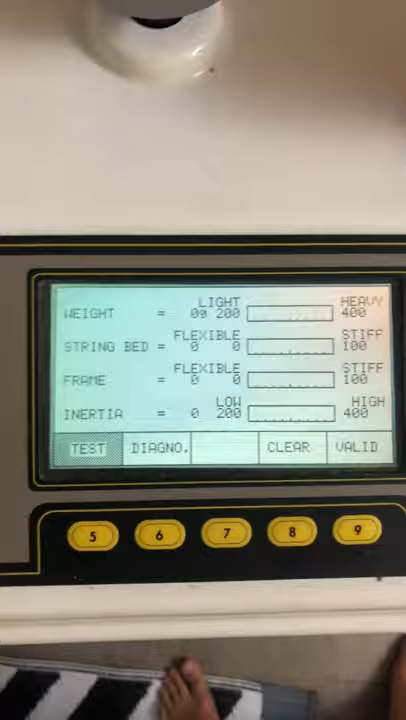 LIGHT HEAVY
WEIGHT = 0g 200 400
FLEXIBLE STIFF
STRING BED = 0 0 100
FLEXIBLE STIFF
FRAME = 0 0 100
LOW HIGH
INERTIA = 0 200 400
TEST DIAGNO. CLEAR VALID
5 6 7 8 9